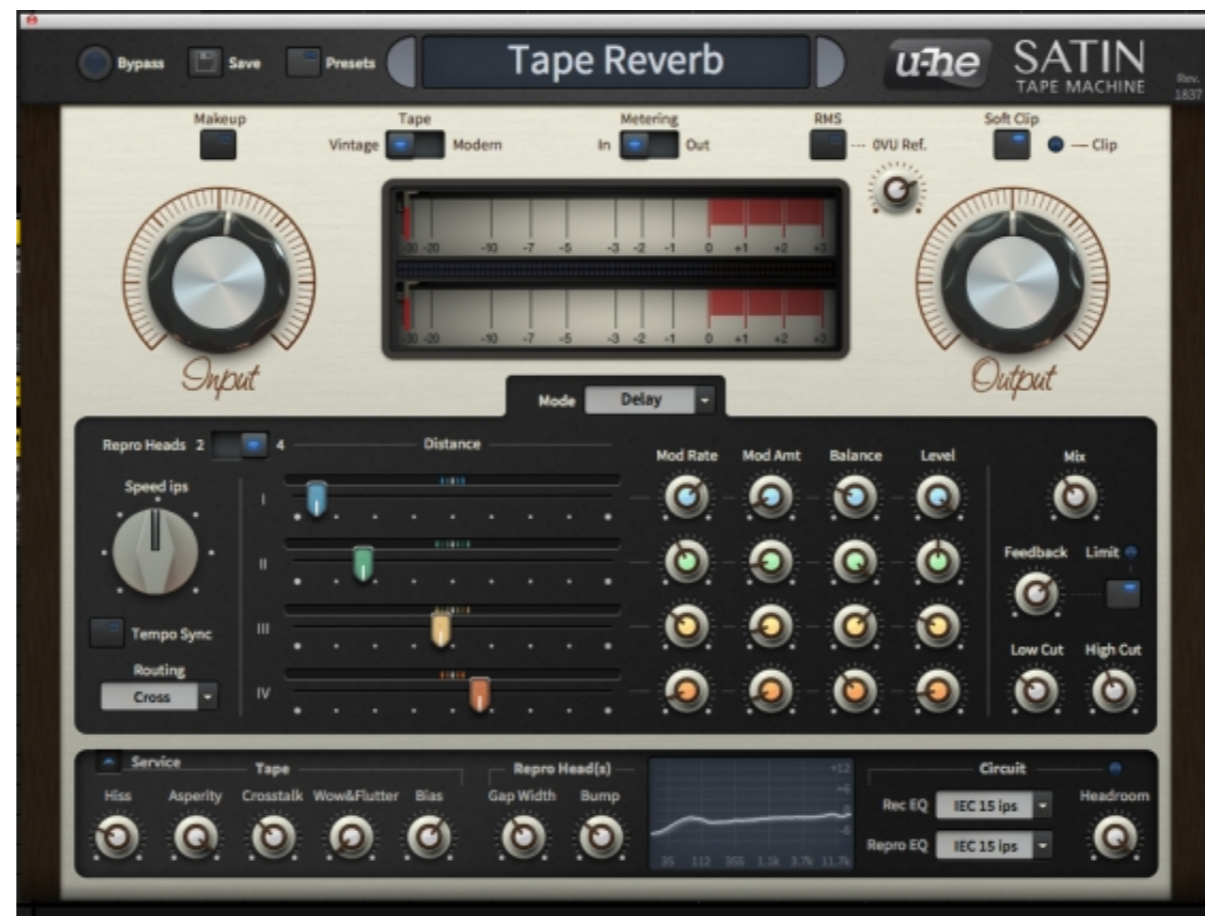 Bypass Save Presets Tape Reverb u-he SATIN
TAPE MACHINE
Rev.
1837
Makeup Tape Metering RMS Soft Clip
Vintage Modern In Out 0VU Ref. Clip
-30 -20 -10 -7 -5 -3 -2 -1 0 +1 +2 +3
-30 -20 -10 -7 -5 -3 -2 -1 0 +1 +2 +3
Input Output
Mode Delay
Repro Heads 2 4 Distance
Mod Rate Mod Amt Balance Level Mix
Speed ips
I
II
Feedback Limit
III
Tempo Sync
Low Cut High Cut
Routing
Cross
IV
Service
Tape Repro Head(s) +12 Circuit
Hiss Asperity Crosstalk Wow&Flutter Bias Gap Width Bump +6 Headroom
Rec EQ IEC 15 ips
0
-6
Repro EQ IEC 15 ips
35 112 355 1.1k 3.7k 11.7k